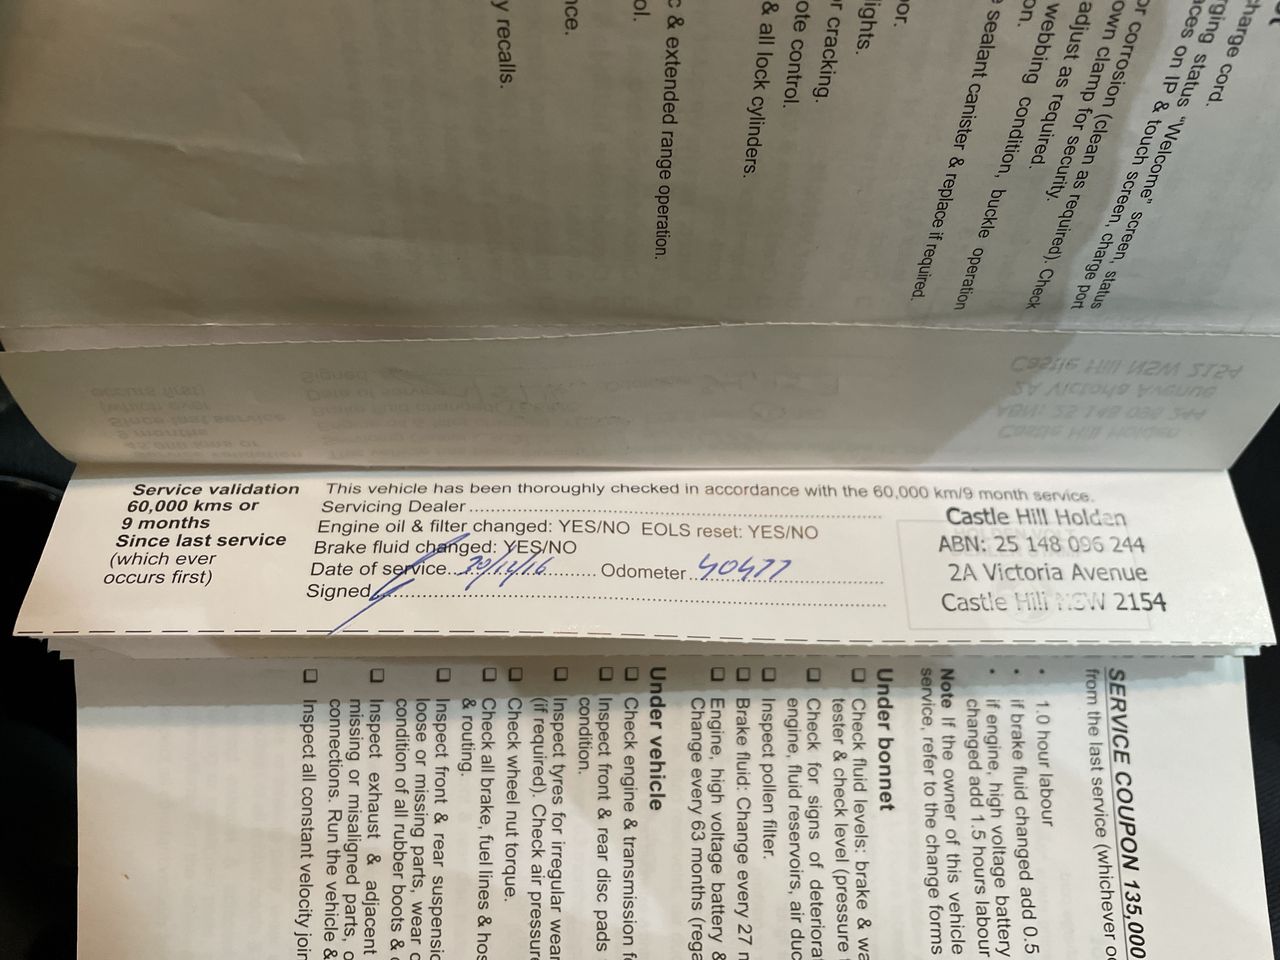 charge cord.
rging status "Welcome" screen, status
aces on IP & touch screen, charge port
or corrosion (clean as required). Check
own clamp for security.
adjust as required.
webbing condition, buckle operation
on.
sealant canister & replace if required.
or.
ights.
r cracking.
ote control.
& all lock cylinders.
c & extended range operation.
ol.
nce.
y recalls.
Service validation
60,000 kms or
9 months
Since last service
(which ever
occurs first)
This vehicle has been thoroughly checked in accordance with the 60,000 km/9 month service.
Servicing Dealer
Engine oil & filter changed: YES/NO EOLS reset: YES/NO
Brake fluid changed: YES/NO
Date of service Odometer 40477
Signed
Castle Hill Holden
ABN: 25 148 096 244
2A Victoria Avenue
Castle Hill NSW 2154
SERVICE COUPON 135,000
from the last service (whichever oc
• 1.0 hour labour
• if brake fluid changed add 0.5
• if engine, high voltage battery
changed add 1.5 hours labour
Note If the owner of this vehicle
service, refer to the change forms
Under bonnet
❏ Check fluid levels: brake & wa
tester & check level (pressure
❏ Check for signs of deteriorat
engine, fluid reservoirs, air duc
❏ Inspect pollen filter.
❏ Brake fluid: Change every 27 m
❏ Engine, high voltage battery &
Change every 63 months (rega
Under vehicle
❏ Check engine & transmission f
❏ Inspect front & rear disc pads
condition.
❏ Inspect tyres for irregular wear
(if required). Check air pressure
❏ Check wheel nut torque.
❏ Check all brake, fuel lines & hos
& routing.
❏ Inspect front & rear suspensio
loose or missing parts, wear o
condition of all rubber boots &
❏ Inspect exhaust & adjacent
missing or misaligned parts, o
connections. Run the vehicle &
❏ Inspect all constant velocity join